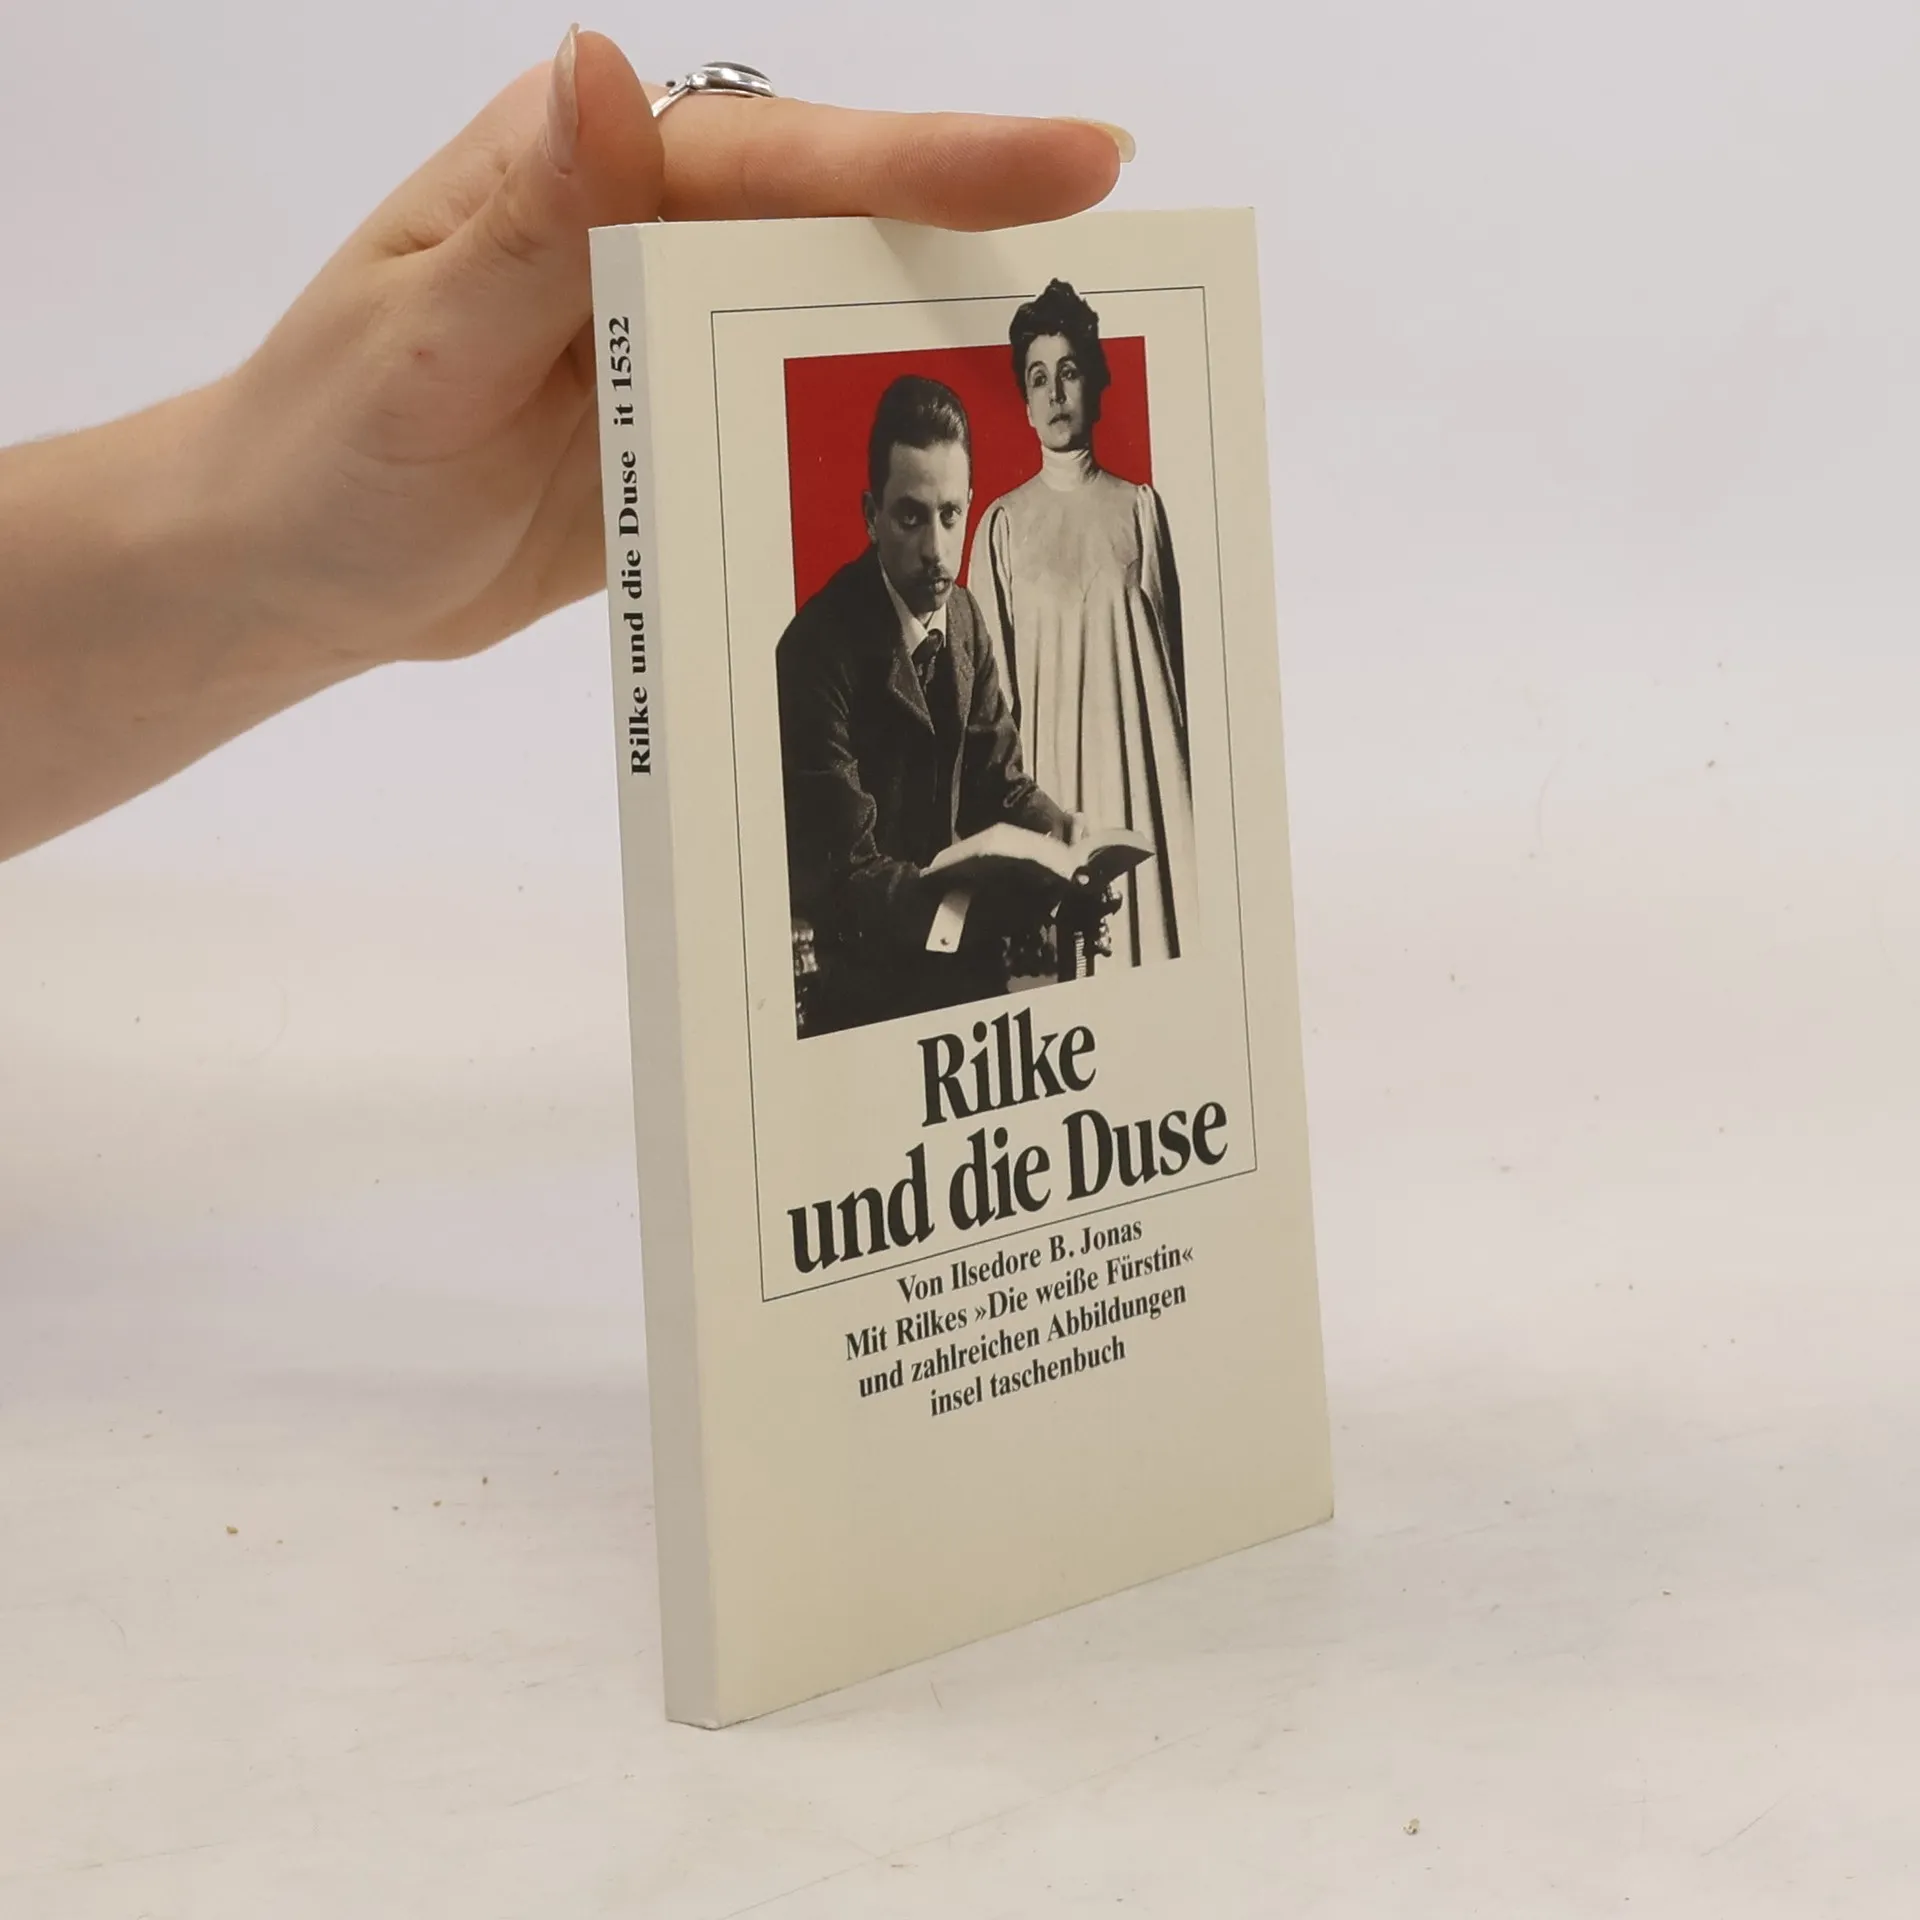 Rilke und die Duse it 1532
Rilke
und die Duse
Von Ilsedore B. Jonas
Mit Rilkes »Die weiße Fürstin«
und zahlreichen Abbildungen
insel taschenbuch